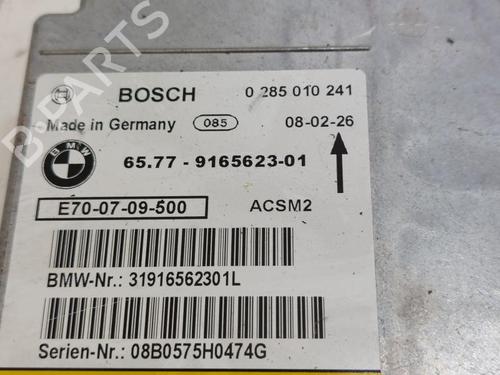 B PARTS
BOSCH 0 285 010 241
Made in Germany 085 08-02-26
BMW 65.77 - 9165623-01
E70-07-09-500 ACSM2
BMW-Nr.: 31916562301L
Serien-Nr.: 08B0575H0474G